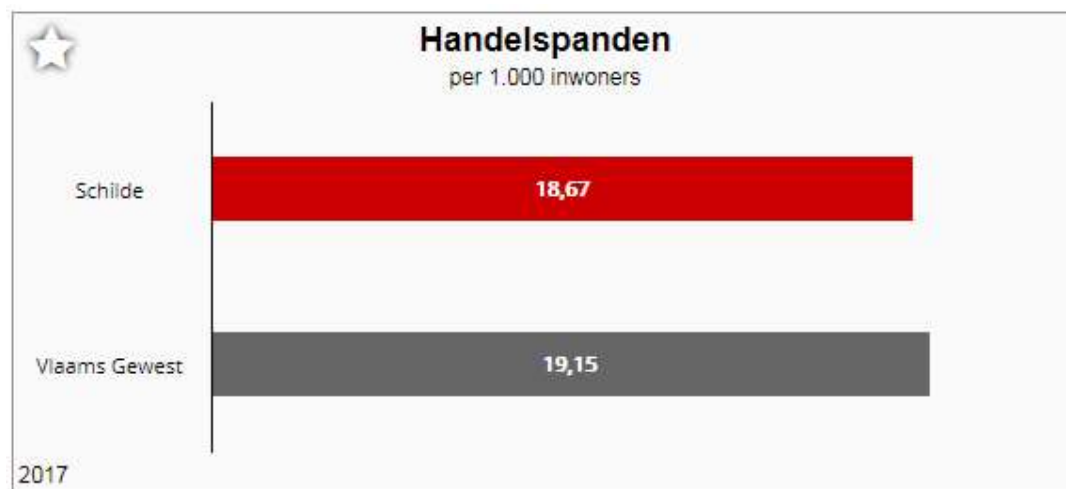 Handelspanden
per 1.000 inwoners
Schilde
18,67
Vlaams Gewest
19,15
2017